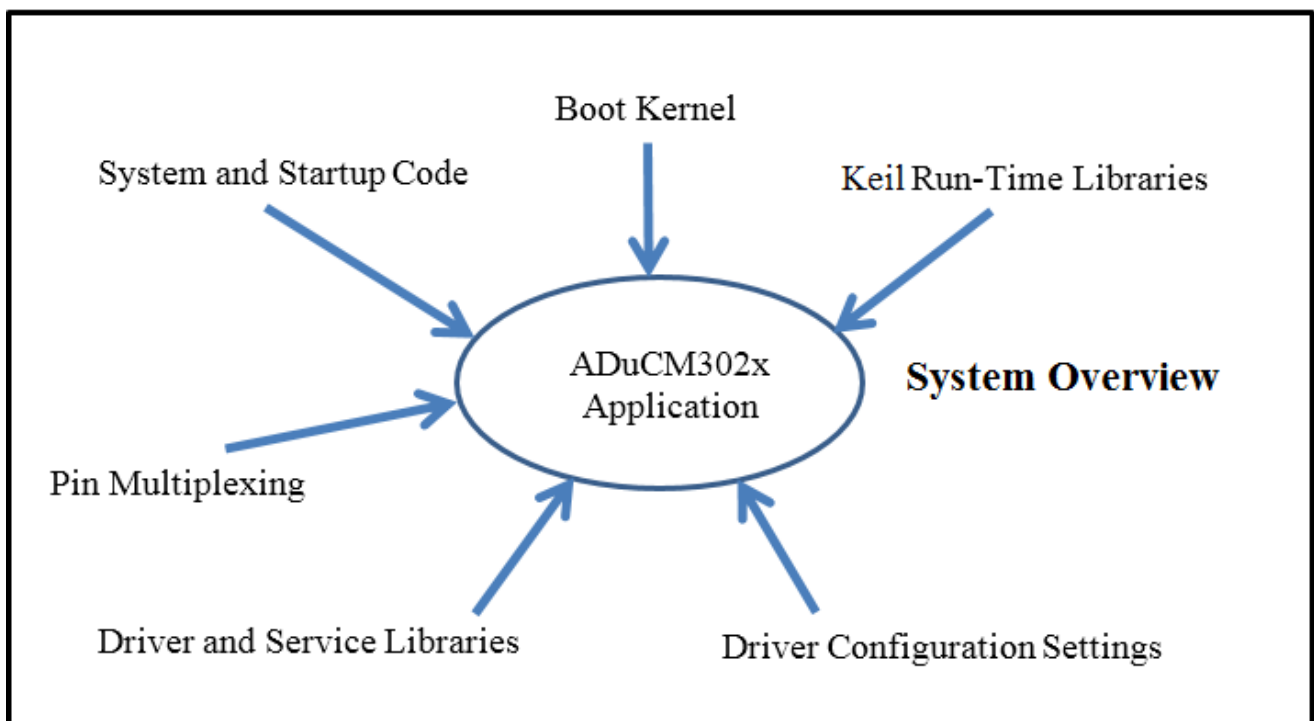 Boot Kernel
System and Startup Code
Keil Run-Time Libraries
ADuCM302x
Application
System Overview
Pin Multiplexing
Driver and Service Libraries
Driver Configuration Settings